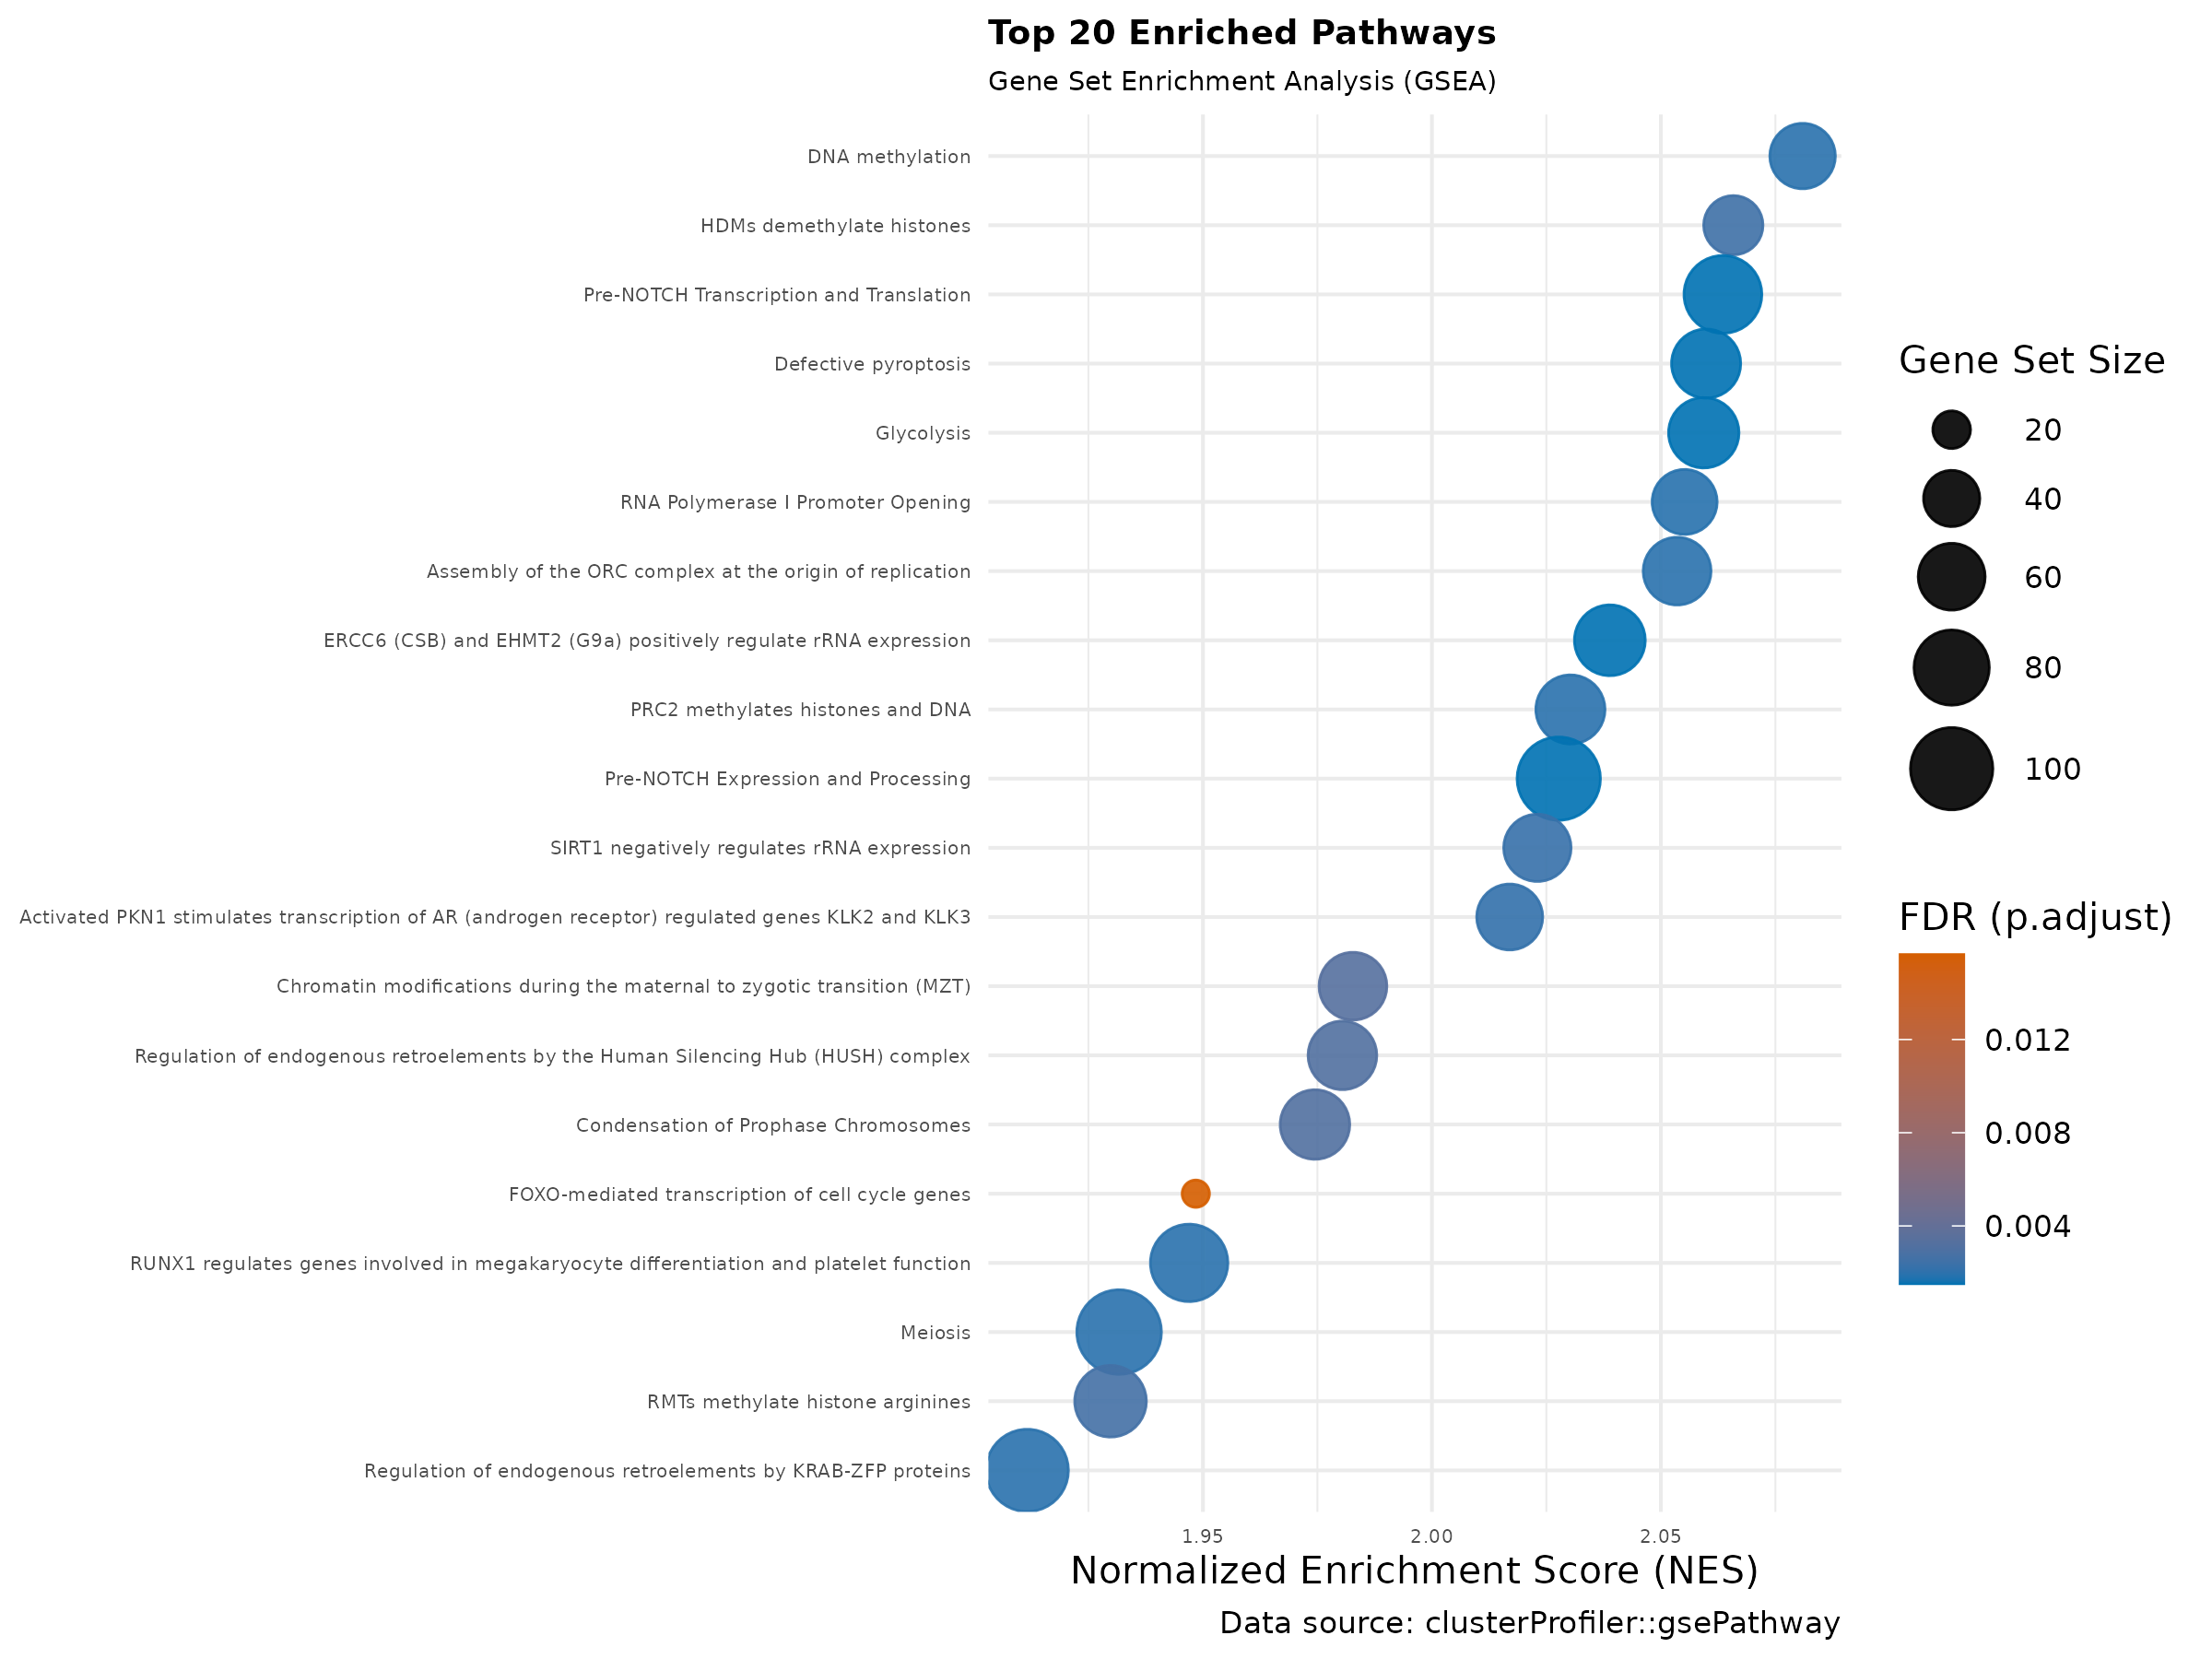 Top 20 Enriched Pathways
Gene Set Enrichment Analysis (GSEA)
DNA methylation
HDMs demethylate histones
Pre-NOTCH Transcription and Translation
Defective pyroptosis
Glycolysis
RNA Polymerase I Promoter Opening
Assembly of the ORC complex at the origin of replication
ERCC6 (CSB) and EHMT2 (G9a) positively regulate rRNA expression
PRC2 methylates histones and DNA
Pre-NOTCH Expression and Processing
SIRT1 negatively regulates rRNA expression
Activated PKN1 stimulates transcription of AR (androgen receptor) regulated genes KLK2 and KLK3
Chromatin modifications during the maternal to zygotic transition (MZT)
Regulation of endogenous retroelements by the Human Silencing Hub (HUSH) complex
Condensation of Prophase Chromosomes
FOXO-mediated transcription of cell cycle genes
RUNX1 regulates genes involved in megakaryocyte differentiation and platelet function
Meiosis
RMTs methylate histone arginines
Regulation of endogenous retroelements by KRAB-ZFP proteins
1.95
2.00
2.05
Normalized Enrichment Score (NES)
Data source: clusterProfiler::gsePathway
Gene Set Size
20
40
60
80
100
FDR (p.adjust)
0.012
0.008
0.004